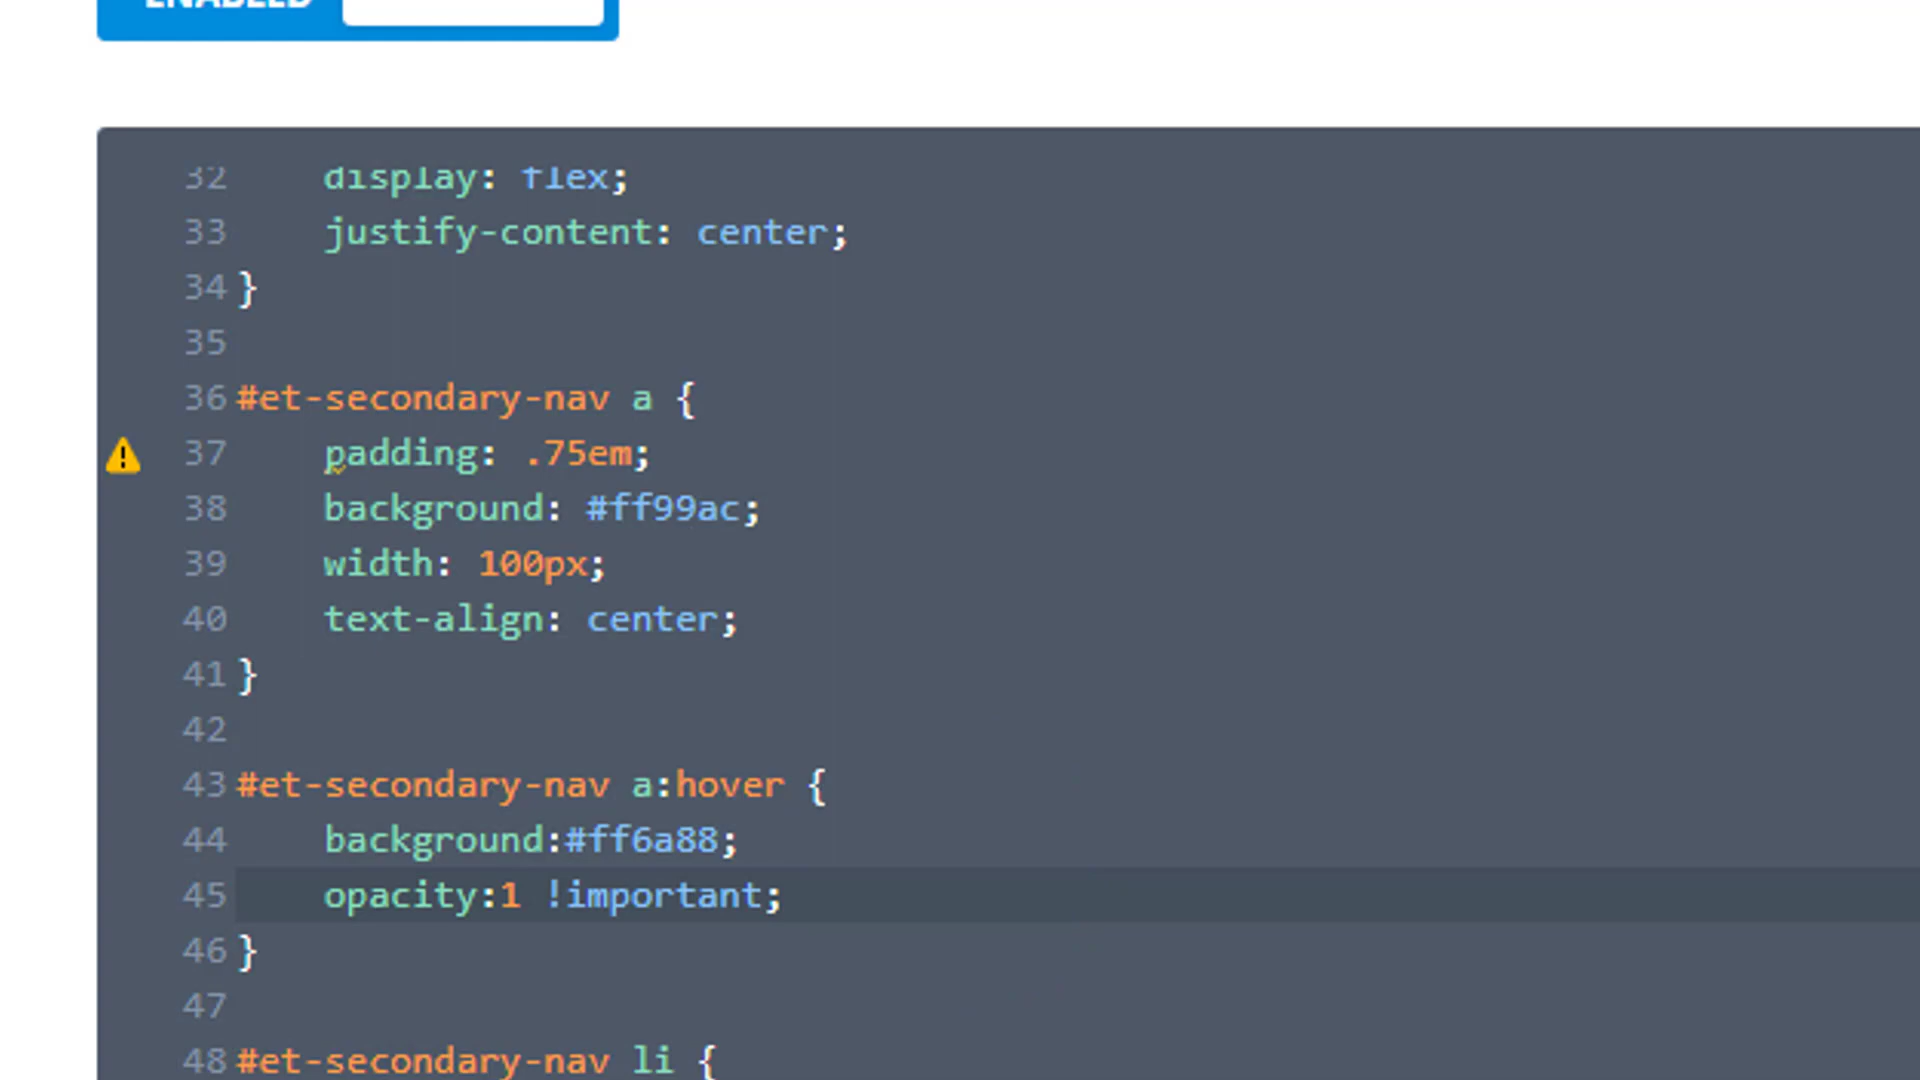 ENABLED
32 display: flex;
33 justify-content: center;
34 }
35
36 #et-secondary-nav a {
37 padding: .75em;
38 background: #ff99ac;
39 width: 100px;
40 text-align: center;
41 }
42
43 #et-secondary-nav a:hover {
44 background:#ff6a88;
45 opacity:1 !important;
46 }
47
48 #et-secondary-nav li {